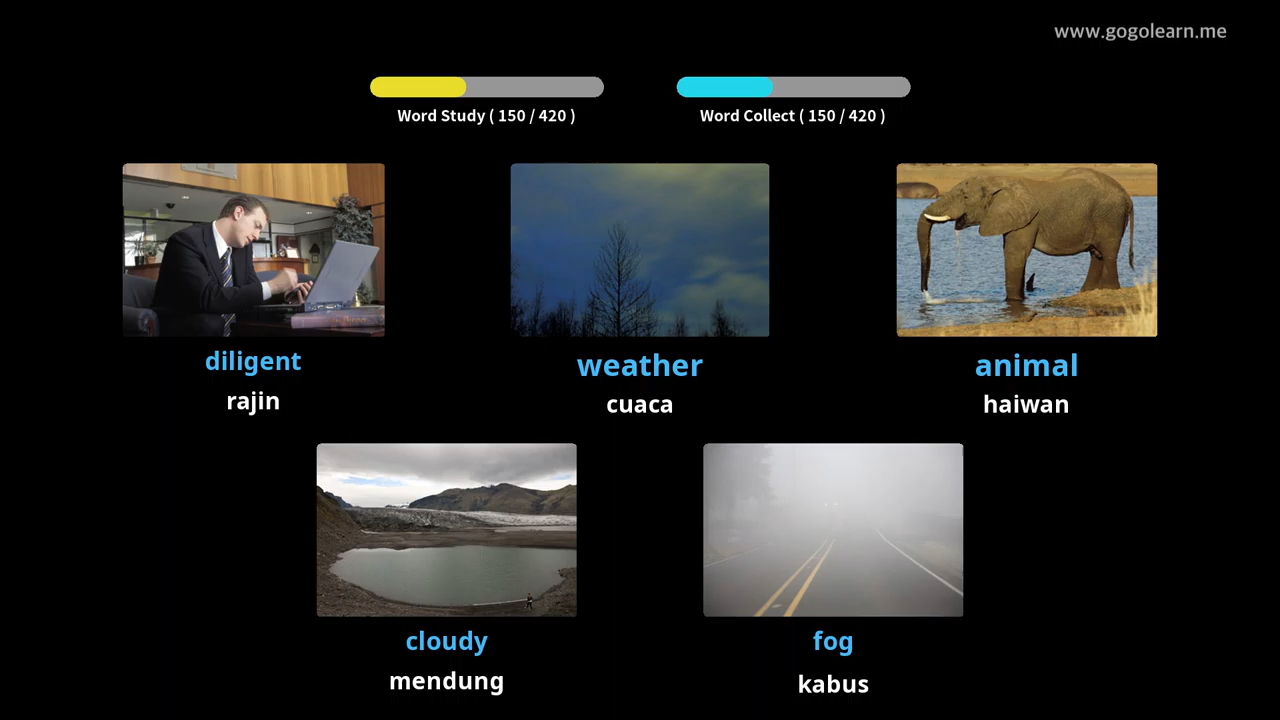 www.gogolearn.me
Word Study ( 150 / 420 )
Word Collect ( 150 / 420 )
diligent
rajin
weather
cuaca
animal
haiwan
cloudy
mendung
fog
kabus